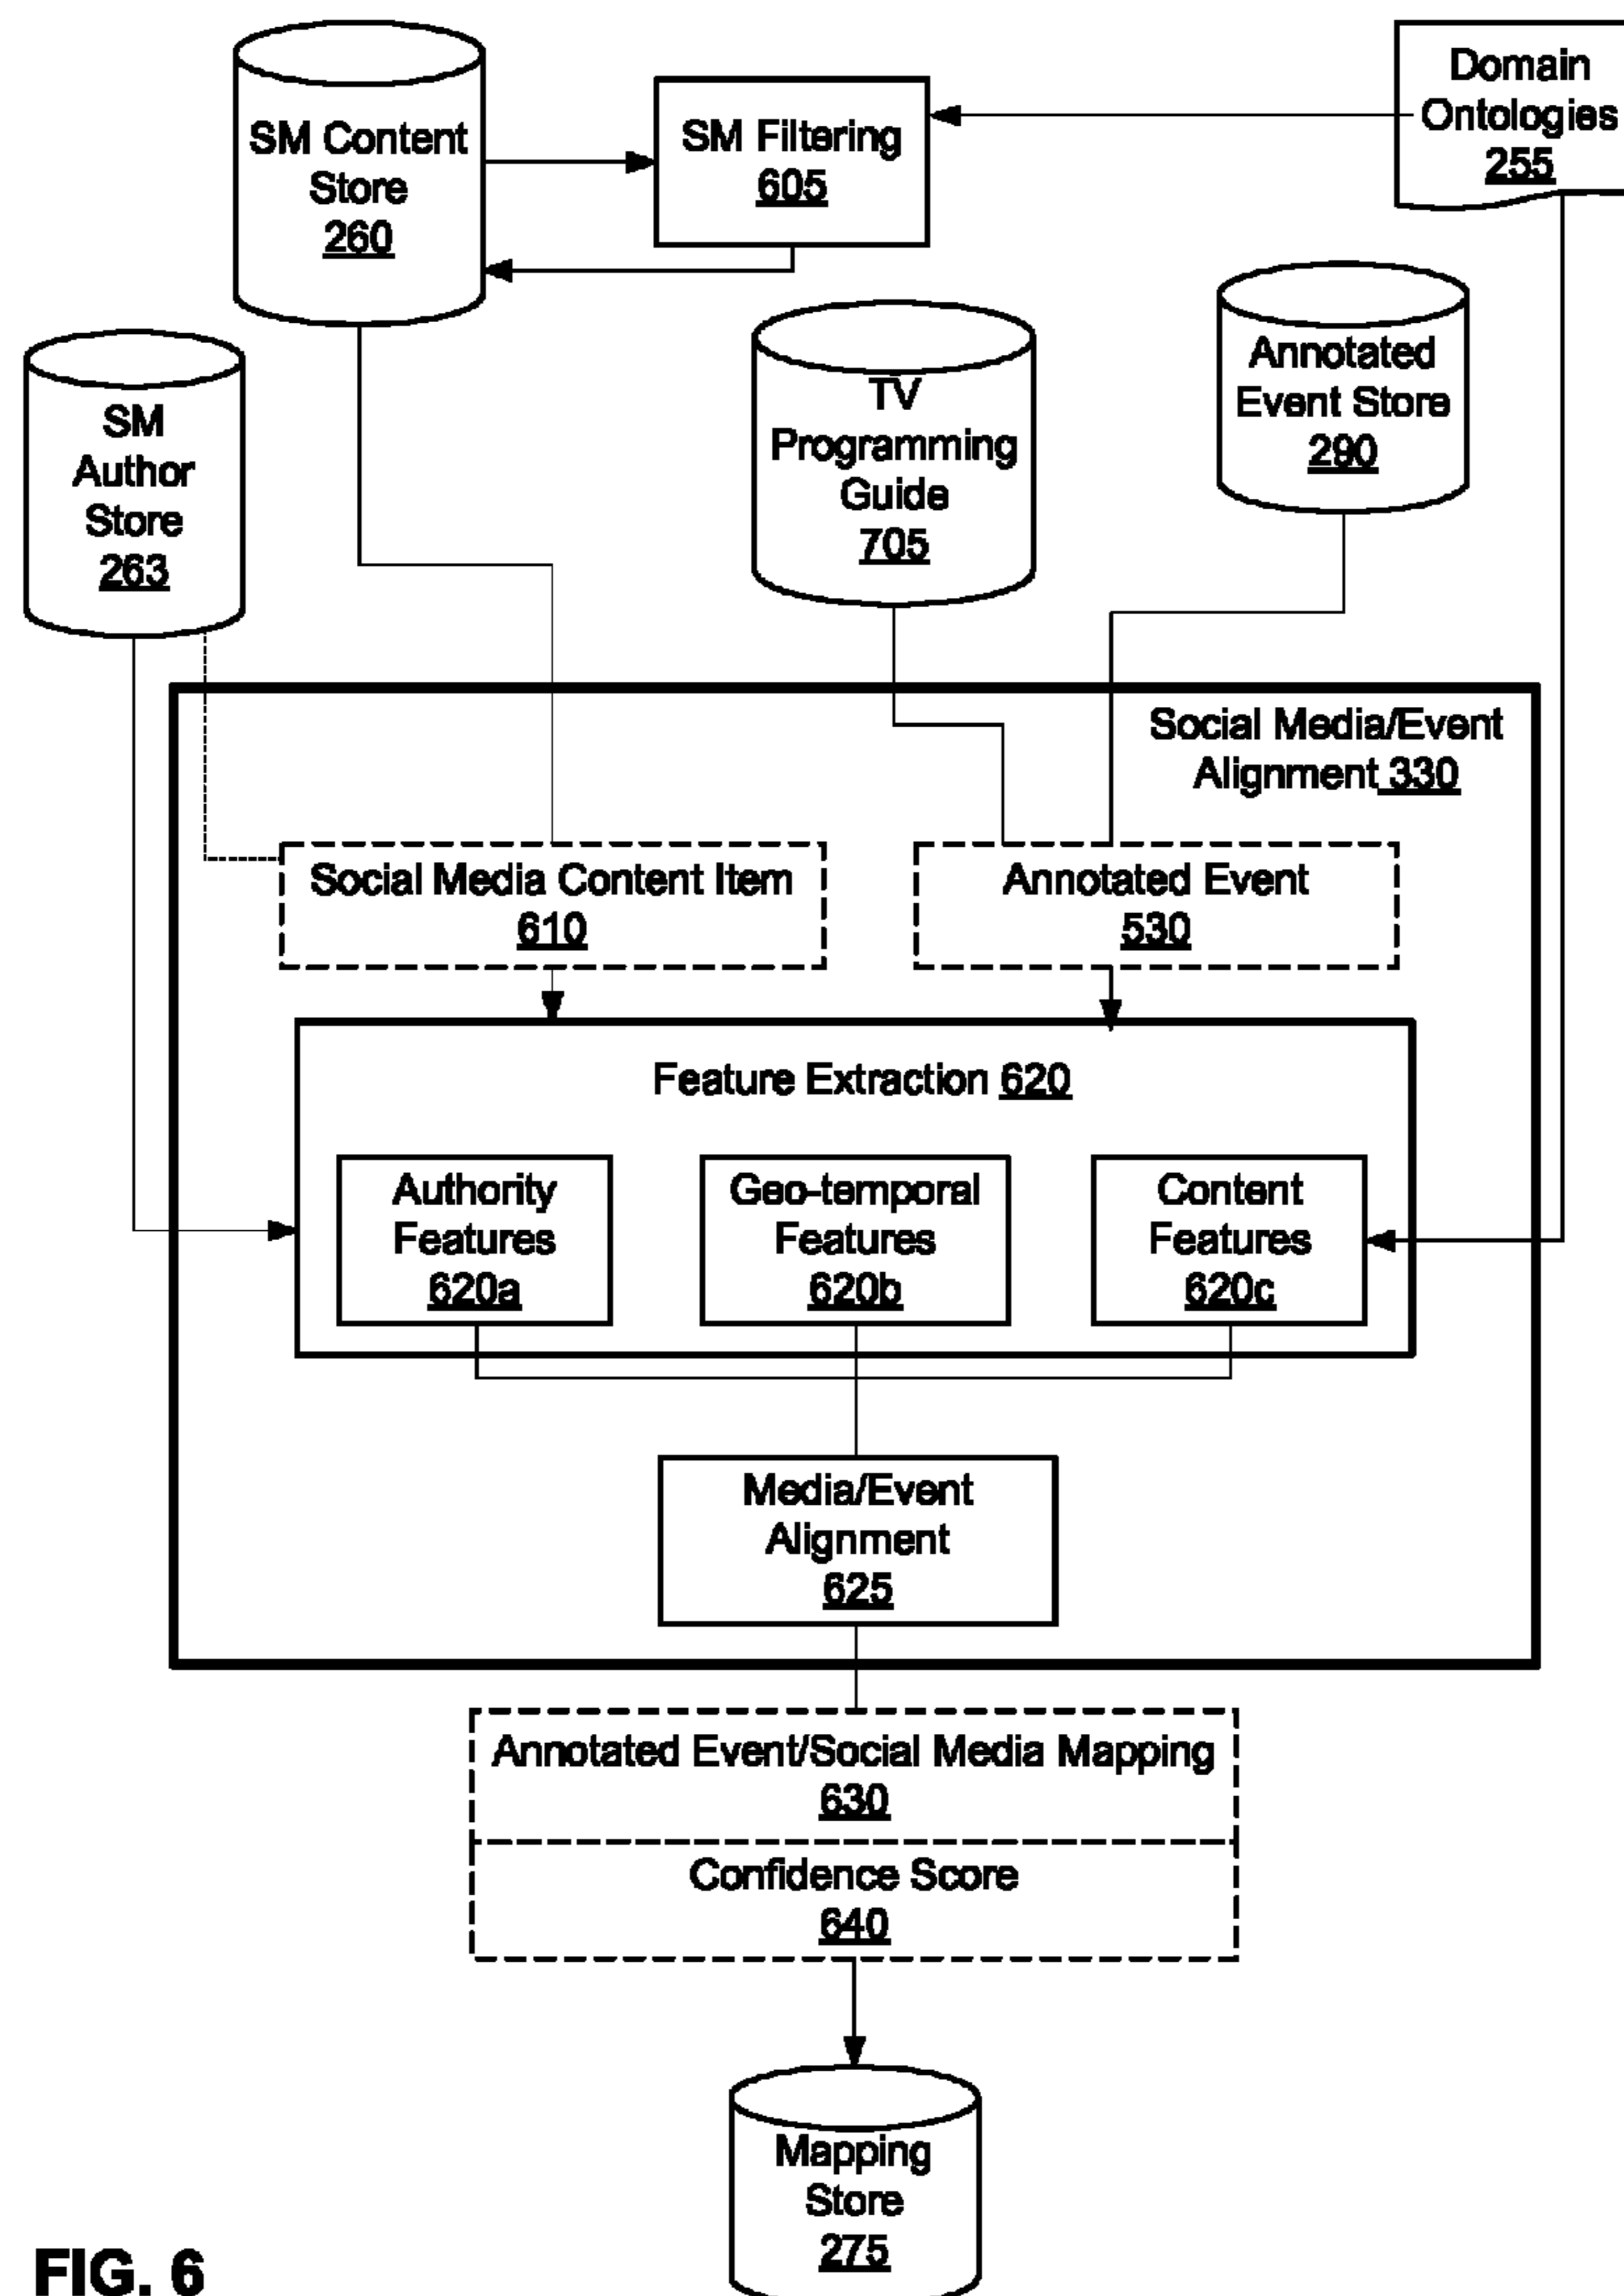 SM Content
Store
260
SM Filtering
605
Domain
Ontologies
255
SM
Author
Store
263
TV
Programming
Guide
705
Annotated
Event Store
290
Social Media/Event
Alignment 330
Social Media Content Item
610
Annotated Event
530
Feature Extraction 620
Authority
Features
620a
Geo-temporal
Features
620b
Content
Features
620c
Media/Event
Alignment
625
Annotated Event/Social Media Mapping
630
Confidence Score
640
Mapping
Store
275
FIG. 6